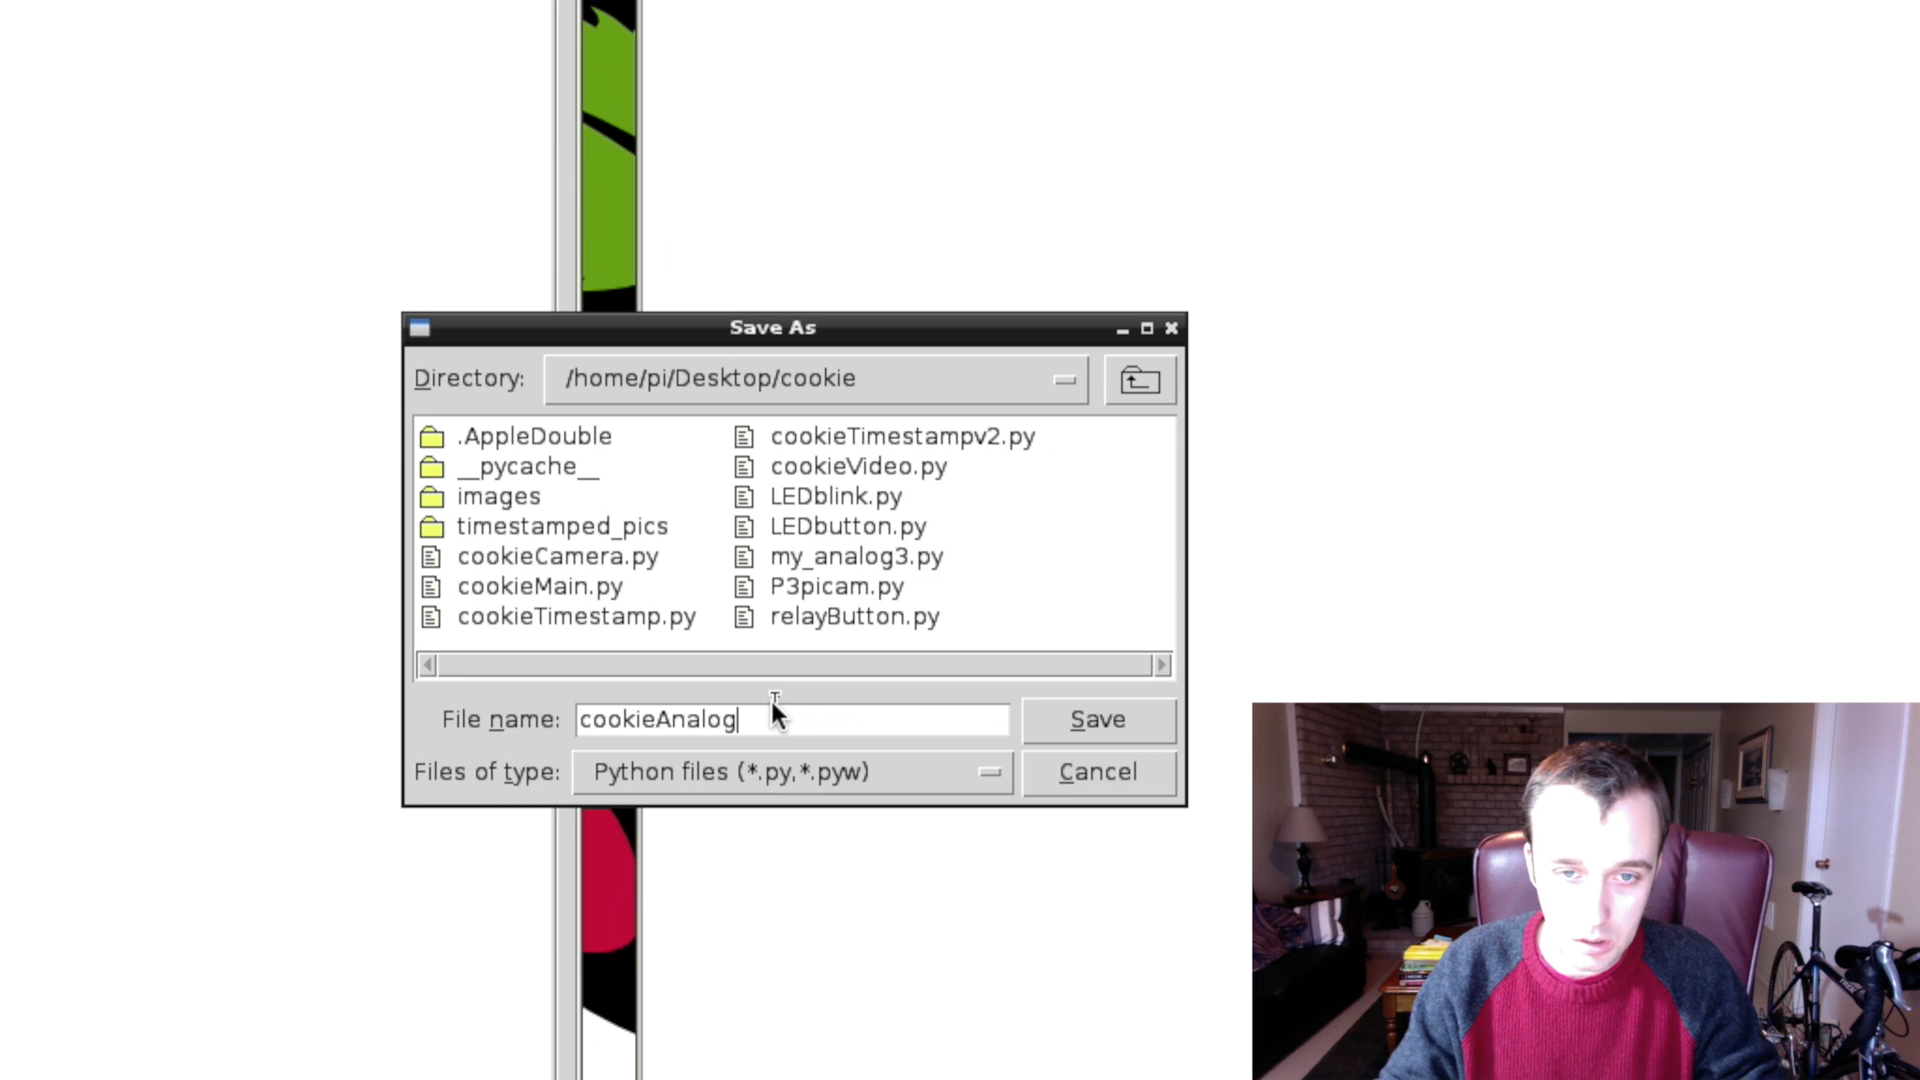 Save As
Directory: /home/pi/Desktop/cookie
.AppleDouble
__pycache__
images
timestamped_pics
cookieCamera.py
cookieMain.py
cookieTimestamp.py
cookieTimestampv2.py
cookieVideo.py
LEDblink.py
LEDbutton.py
my_analog3.py
P3picam.py
relayButton.py
File name: cookieAnalog Save
Files of type: Python files (*.py,*.pyw) Cancel